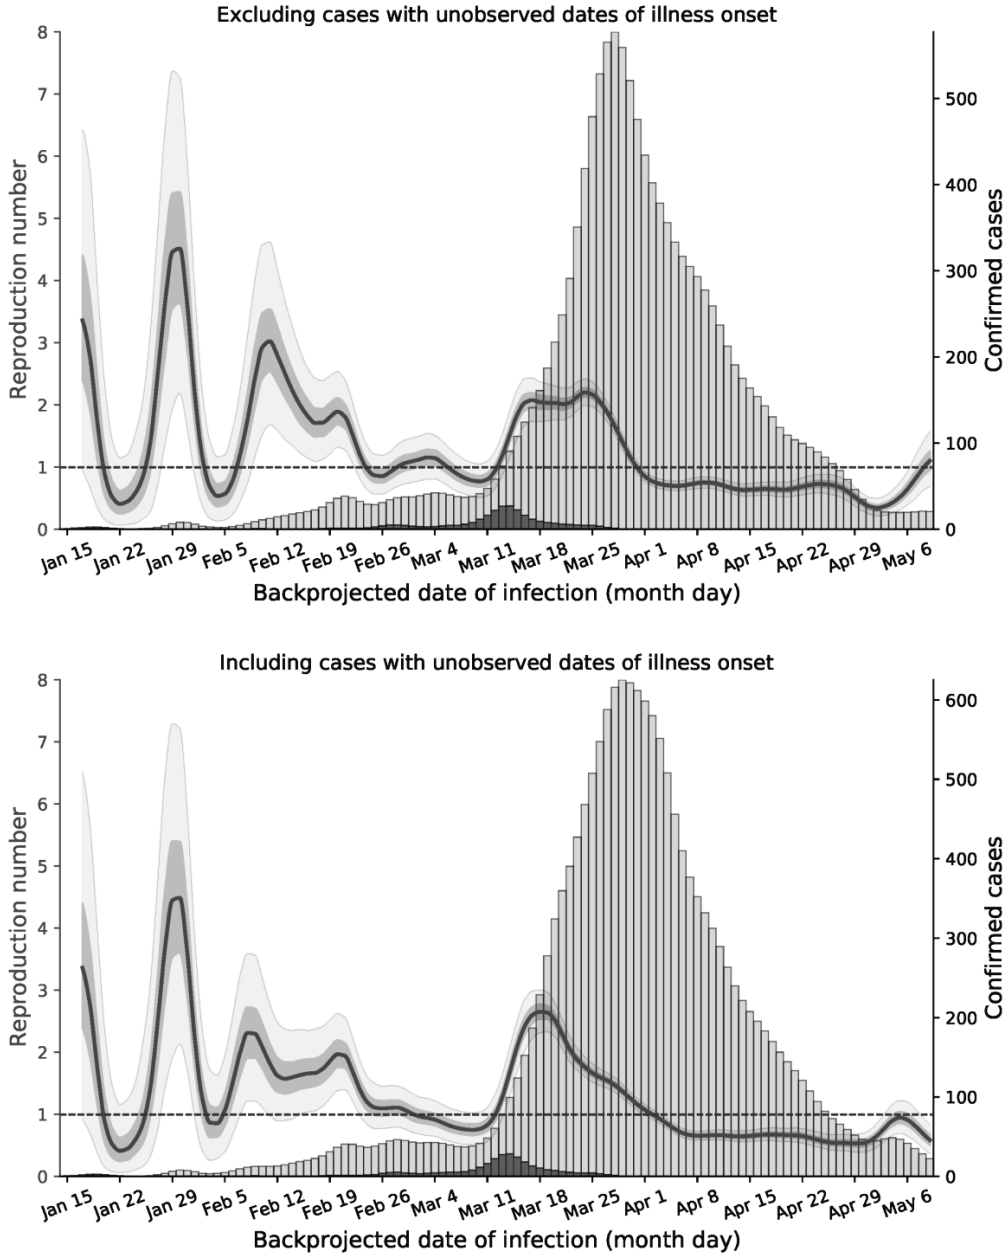 Excluding cases with unobserved dates of illness onset
8
7
6
5
4
3
2
1
0
Reproduction number
500
400
300
200
100
0
Confirmed cases
Jan 15
Jan 22
Jan 29
Feb 5
Feb 12
Feb 19
Feb 26
Mar 4
Mar 11
Mar 18
Mar 25
Apr 1
Apr 8
Apr 15
Apr 22
Apr 29
May 6
Backprojected date of infection (month day)
Including cases with unobserved dates of illness onset
8
7
6
5
4
3
2
1
0
Reproduction number
600
500
400
300
200
100
0
Confirmed cases
Jan 15
Jan 22
Jan 29
Feb 5
Feb 12
Feb 19
Feb 26
Mar 4
Mar 11
Mar 18
Mar 25
Apr 1
Apr 8
Apr 15
Apr 22
Apr 29
May 6
Backprojected date of infection (month day)